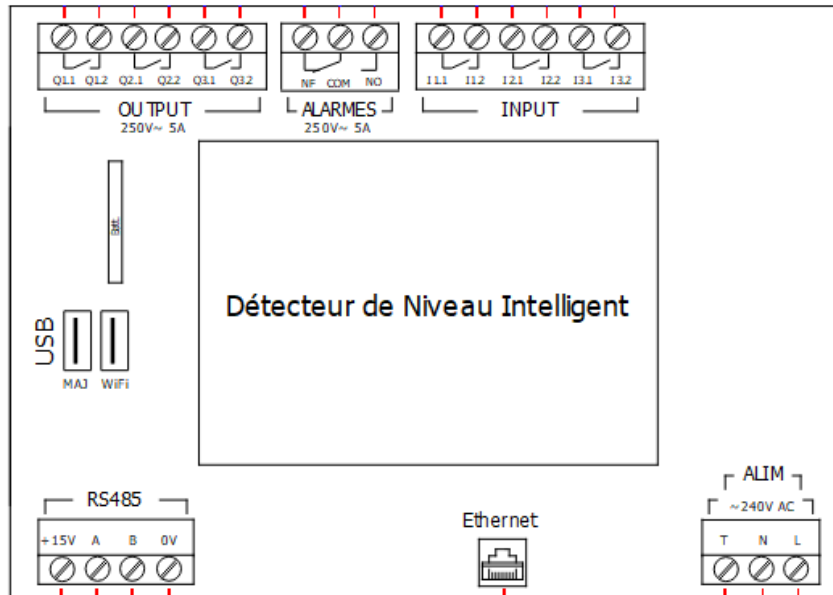 Q1.1 Q1.2 Q2.1 Q2.2 Q3.1 Q3.2
OUTPUT
250V~ 5A
NF COM NO
ALARMES
250V~ 5A
I1.1 I1.2 I2.1 I2.2 I3.1 I3.2
INPUT
Batt.
Détecteur de Niveau Intelligent
USB
MAJ WiFi
RS485
+15V A B 0V
Ethernet
ALIM
~240V AC
T N L